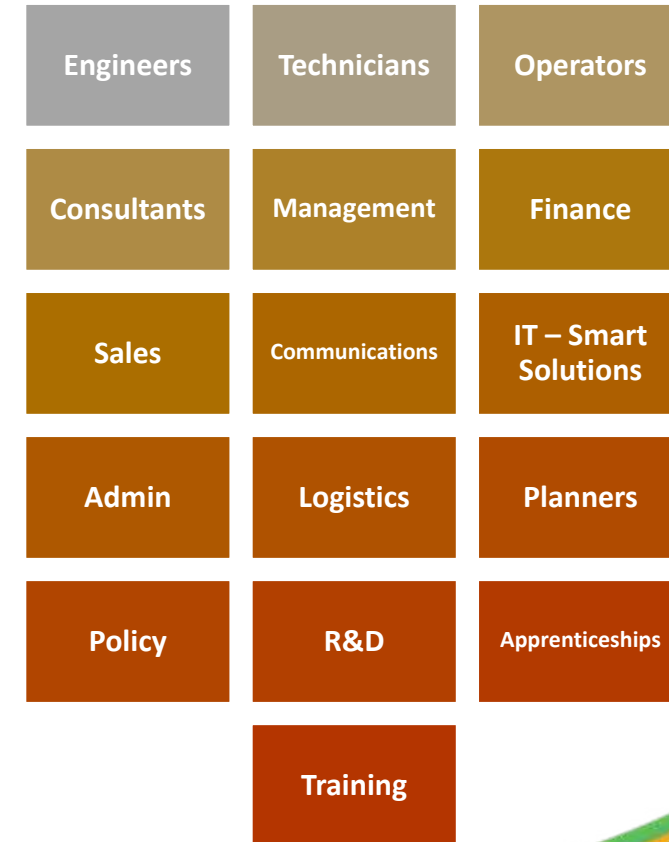 Engineers
Technicians
Operators
Consultants
Management
Finance
Sales
Communications
IT – Smart
Solutions
Admin
Logistics
Planners
Policy
R&D
Apprenticeships
Training